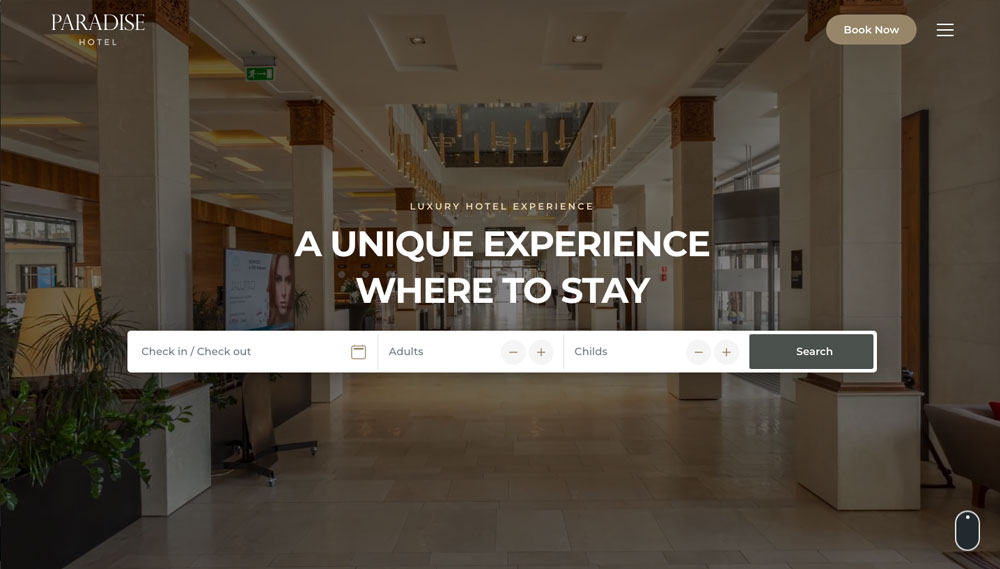 PARADISE
HOTEL
Book Now
LUXURY HOTEL EXPERIENCE
A UNIQUE EXPERIENCE
WHERE TO STAY
Check in / Check out
Adults
Childs
Search